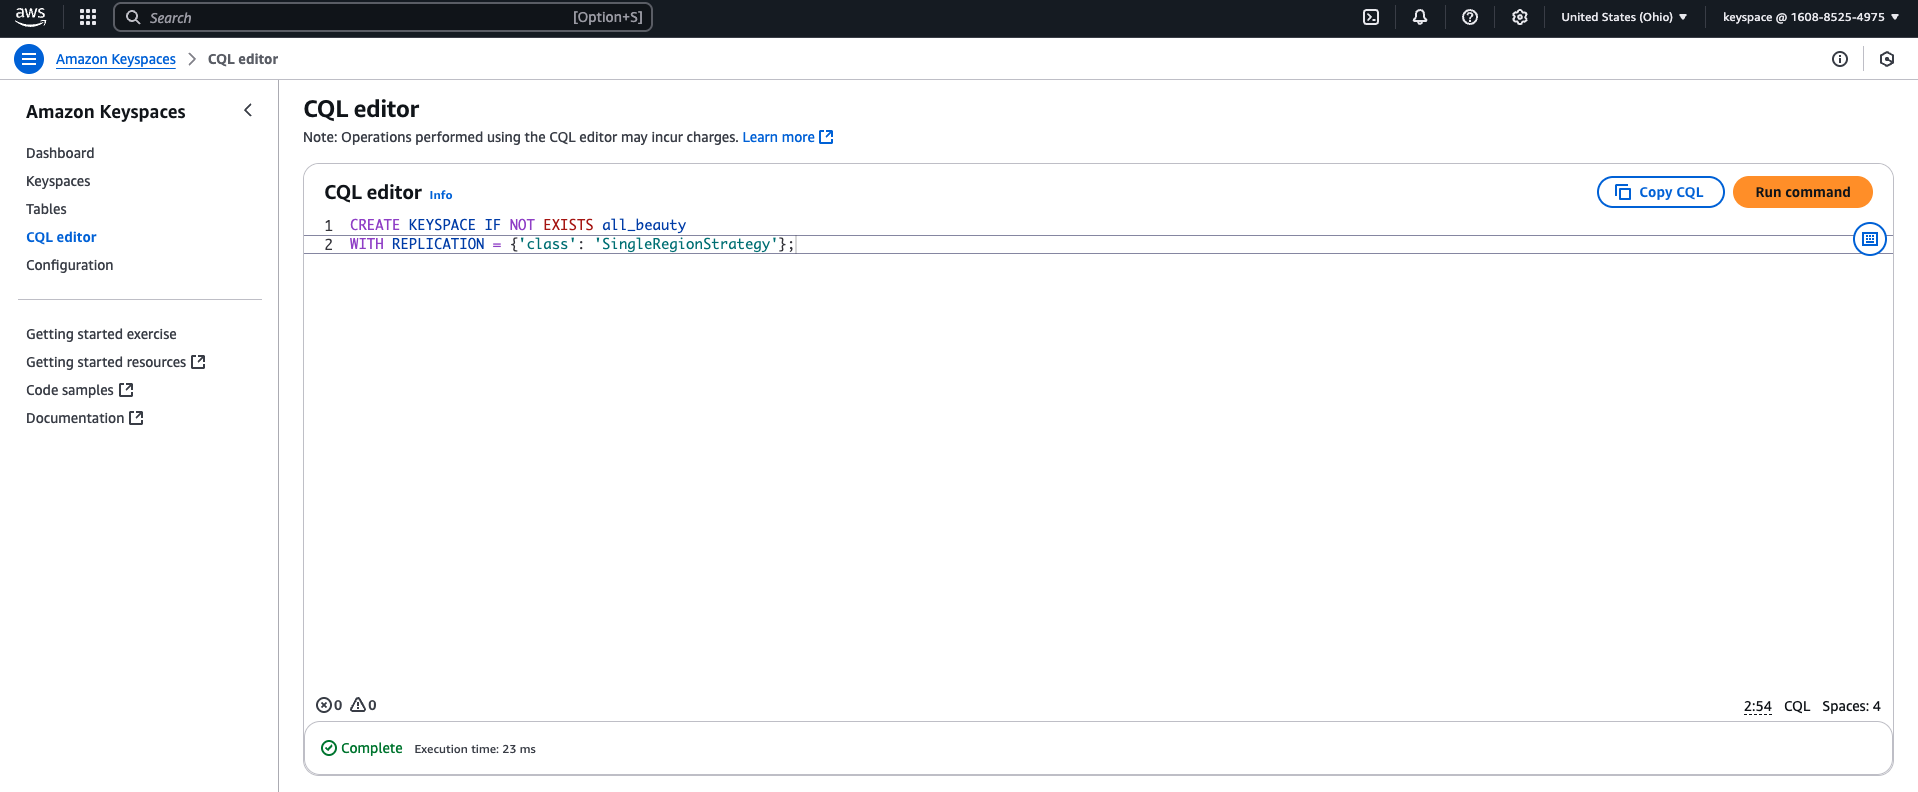 aws
Search [Option+S]
United States (Ohio) keyspace @ 1608-8525-4975
Amazon Keyspaces CQL editor
Amazon Keyspaces
Dashboard
Keyspaces
Tables
CQL editor
Configuration
Getting started exercise
Getting started resources
Code samples
Documentation
CQL editor
Note: Operations performed using the CQL editor may incur charges. Learn more
CQL editor Info
Copy CQL
Run command
1 CREATE KEYSPACE IF NOT EXISTS all_beauty
2 WITH REPLICATION = {'class': 'SingleRegionStrategy'};
0 0
2:54 CQL Spaces: 4
Complete Execution time: 23 ms